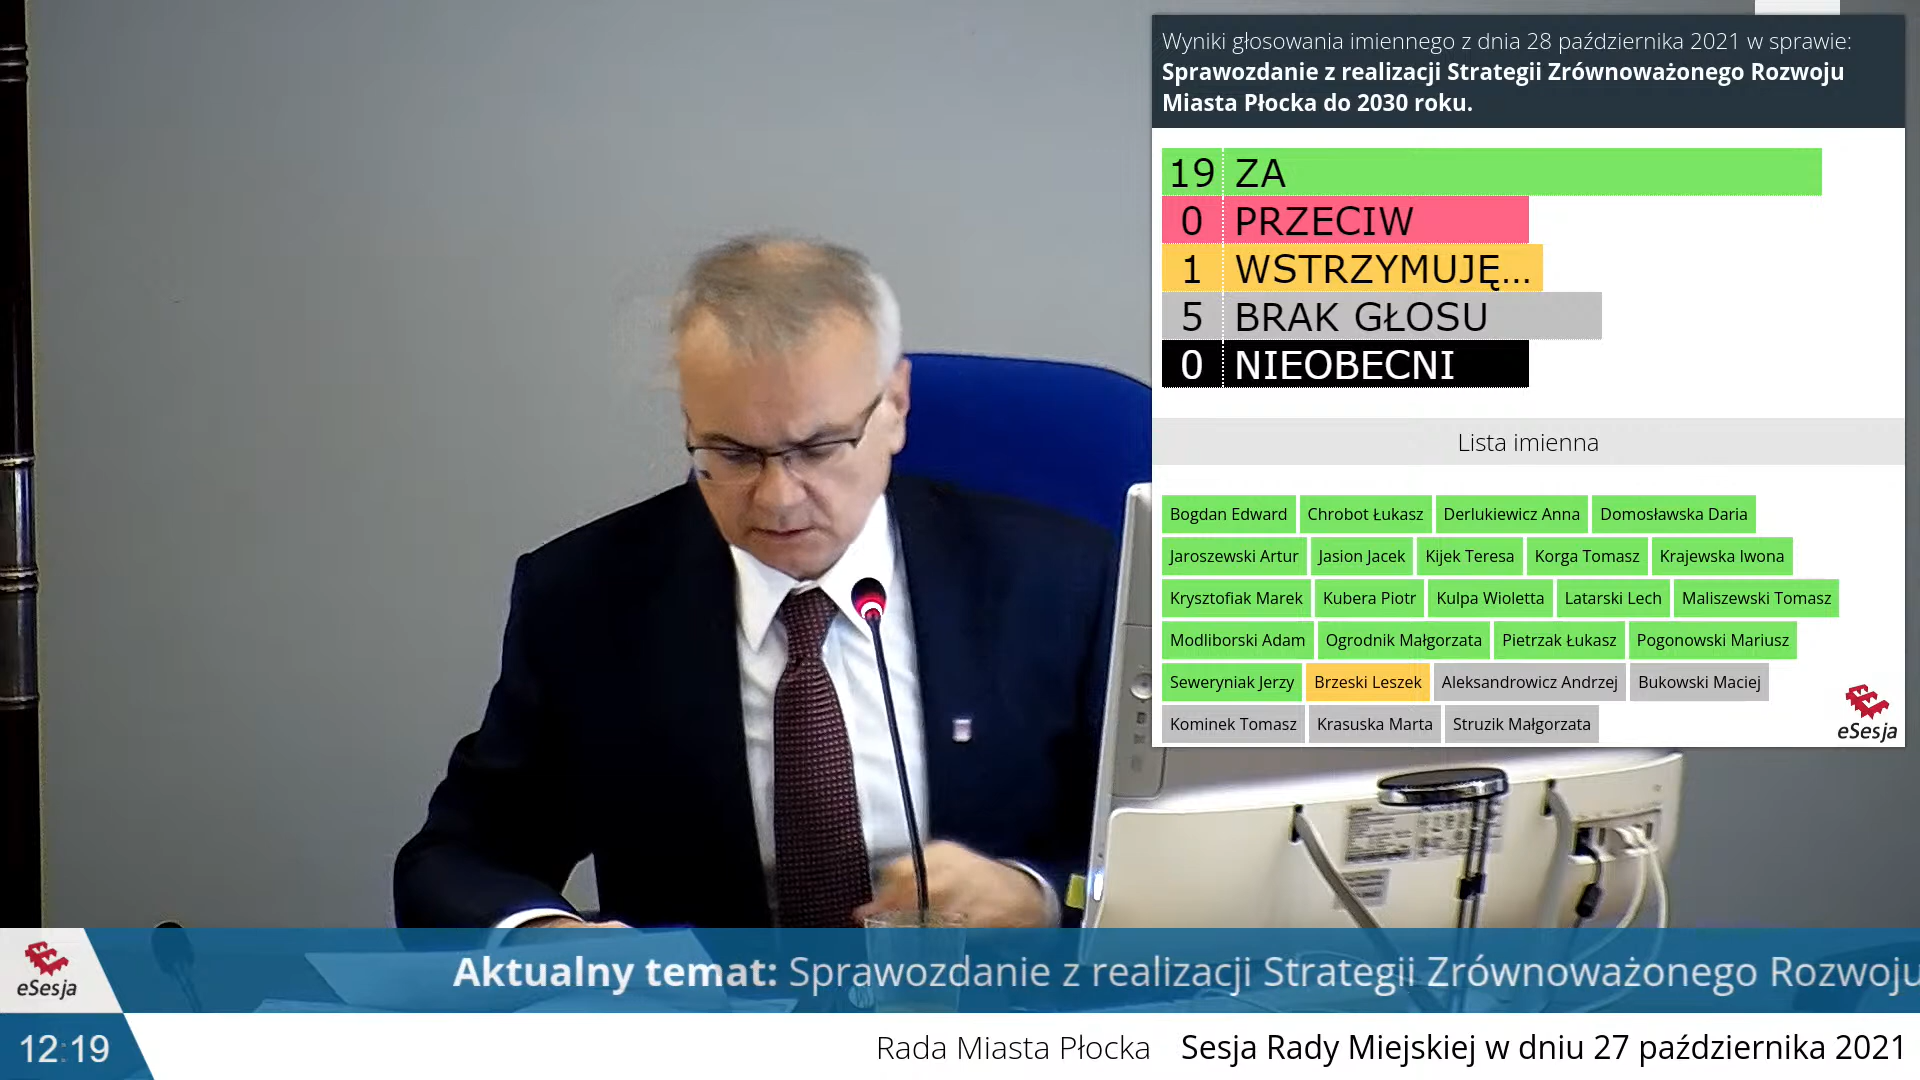 Wyniki głosowania imiennego z dnia 28 października 2021 w sprawie:
Sprawozdanie z realizacji Strategii Zrównoważonego Rozwoju
Miasta Płocka do 2030 roku.
19 ZA
0 PRZECIW
1 WSTRZYMUJĘ...
5 BRAK GŁOSU
0 NIEOBECNI
Lista imienna
Bogdan Edward Chrobot Łukasz Derlukiewicz Anna Domosławska Daria
Jaroszewski Artur Jasion Jacek Kijek Teresa Korga Tomasz Krajewska Iwona
Krysztofiak Marek Kubera Piotr Kulpa Wioletta Latarski Lech Maliszewski Tomasz
Modliborski Adam Ogrodnik Małgorzata Pietrzak Łukasz Pogonowski Mariusz
Seweryniak Jerzy Brzeski Leszek Aleksandrowicz Andrzej Bukowski Maciej
Kominek Tomasz Krasuska Marta Struzik Małgorzata
eSesja
eSesja
Aktualny temat: Sprawozdanie z realizacji Strategii Zrównoważonego Rozwoju
12:19
Rada Miasta Płocka Sesja Rady Miejskiej w dniu 27 października 2021